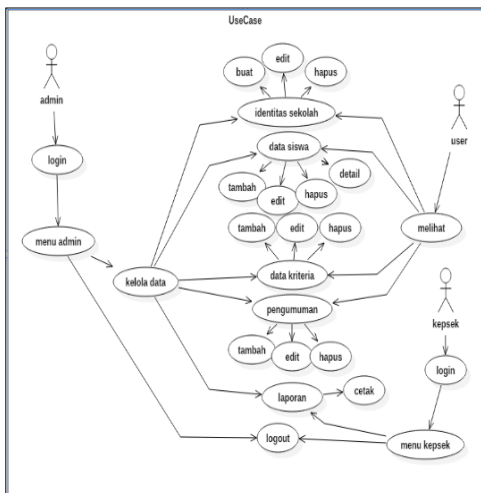 UseCase
edit
buat
hapus
admin
identitas sekolah
data siswa
user
login
detail
tambah
hapus
edit
tambah
edit
hapus
menu admin
melihat
kelola data
data kriteria
pengumuman
kepsek
tambah
edit
hapus
login
laporan
cetak
logout
menu kepsek